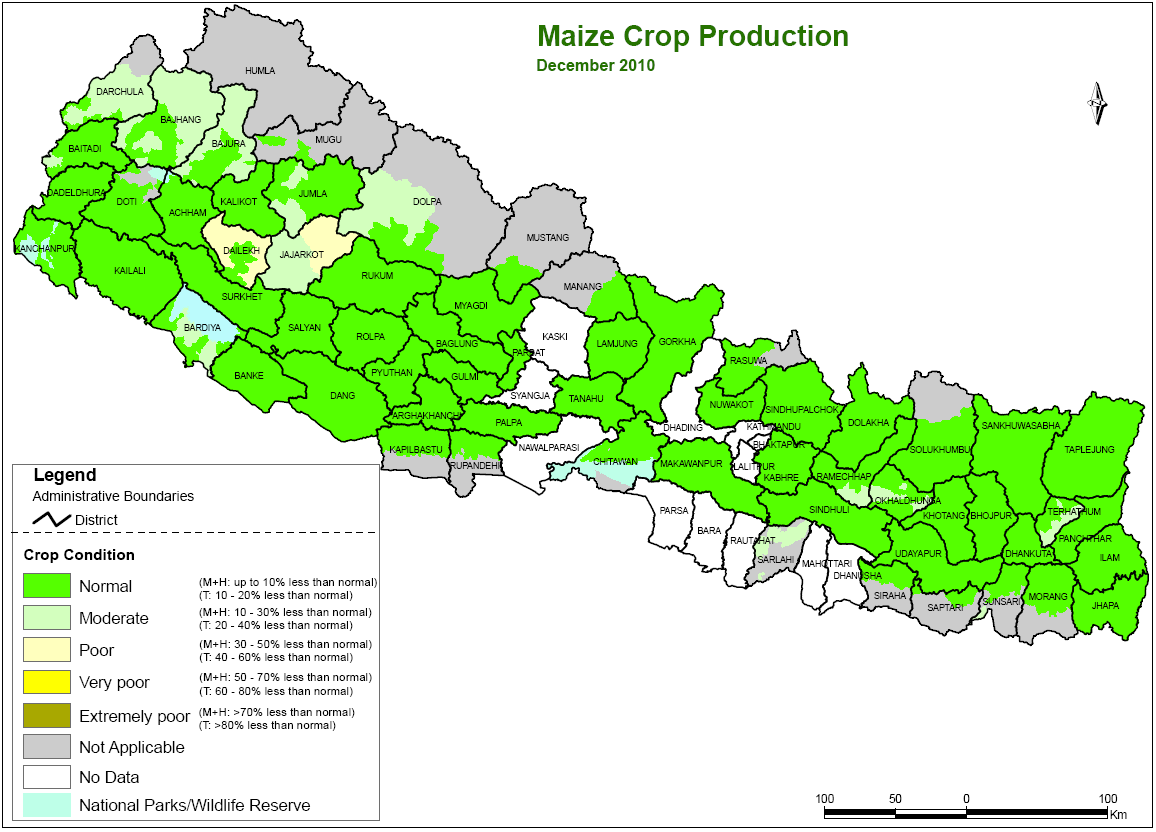 Maize Crop Production
December 2010
HUMLA
DARCHULA
BAJHANG
MUGU
BAJURA
BAITADI
DADELDHURA
DOTI
ACHHAM
KALIKOT
JUMLA
DOLPA
MUSTANG
KANCHANPUR
DAILEKH
JAJARKOT
KAILALI
RUKUM
MANANG
SURKHET
MYAGDI
BARDIYA
SALYAN
ROLPA
KASKI
LAMJUNG
GORKHA
BAGLUNG
PARBAT
RASUWA
BANKE
PYUTHAN
GULMI
DANG
SYANGJA
TANAHU
NUWAKOT
SINDHUPALCHOK
ARGHAKHANCHI
PALPA
DHADING
KATHMANDU
DOLAKHA
SANKHUWASABHA
KAPILBASTU
NAWALPARASI
BHAKTAPUR
SOLUKHUMBU
TAPLEJUNG
RUPANDEHI
CHITAWAN
MAKAWANPUR
LALITPUR
KABHRE
RAMECHHAP
OKHALDHUNGA
PARSA
SINDHULI
KHOTANG
BHOJPUR
TERHATHUM
BARA
RAUTAHAT
PANCHTHAR
UDAYAPUR
DHANKUTA
ILAM
SARLAHI
MAHOTTARI
DHANUSHA
SIRAHA
SAPTARI
SUNSARI
MORANG
JHAPA
Legend
Administrative Boundaries
District
Crop Condition
Normal (M+H: up to 10% less than normal)
(T: 10 - 20% less than normal)
Moderate (M+H: 10 - 30% less than normal)
(T: 20 - 40% less than normal)
Poor (M+H: 30 - 50% less than normal)
(T: 40 - 60% less than normal)
Very poor (M+H: 50 - 70% less than normal)
(T: 60 - 80% less than normal)
Extremely poor (M+H: >70% less than normal)
(T: >80% less than normal)
Not Applicable
No Data
National Parks/Wildlife Reserve
100 50 0 100
Km